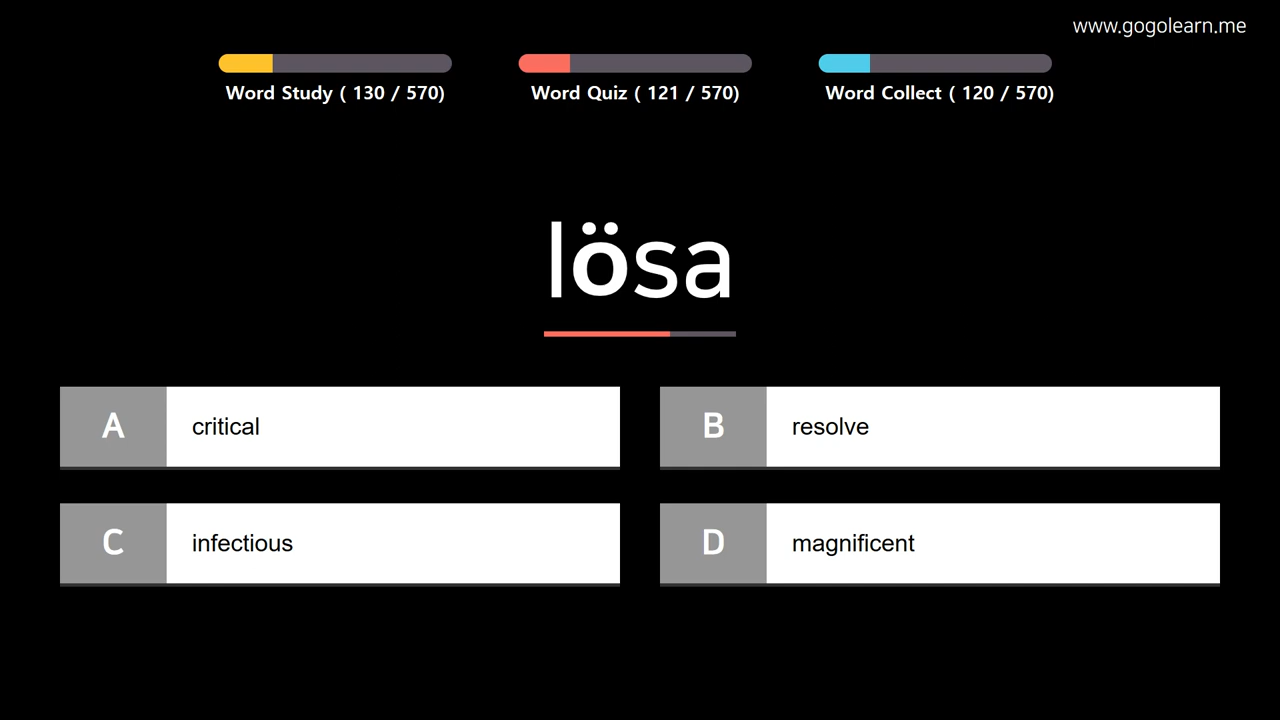 www.gogolearn.me
Word Study ( 130 / 570)
Word Quiz ( 121 / 570)
Word Collect ( 120 / 570)
lösa
A critical
B resolve
C infectious
D magnificent